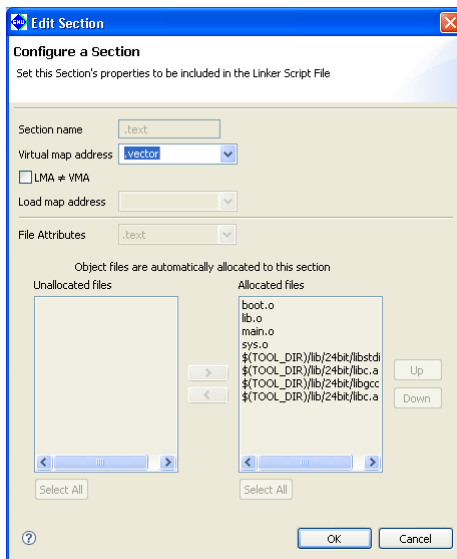 GNU Edit Section
Configure a Section
Set this Section's properties to be included in the Linker Script File
Section name .text
Virtual map address .vector
LMA ≠ VMA
Load map address
File Attributes .text
Object files are automatically allocated to this section
Unallocated files Allocated files
boot.o
lib.o
main.o
sys.o
$(TOOL_DIR)/lib/24bit/libstdi
$(TOOL_DIR)/lib/24bit/libc.a
$(TOOL_DIR)/lib/24bit/libgcc
$(TOOL_DIR)/lib/24bit/libc.a
> Up
< Down
Select All Select All
? OK Cancel